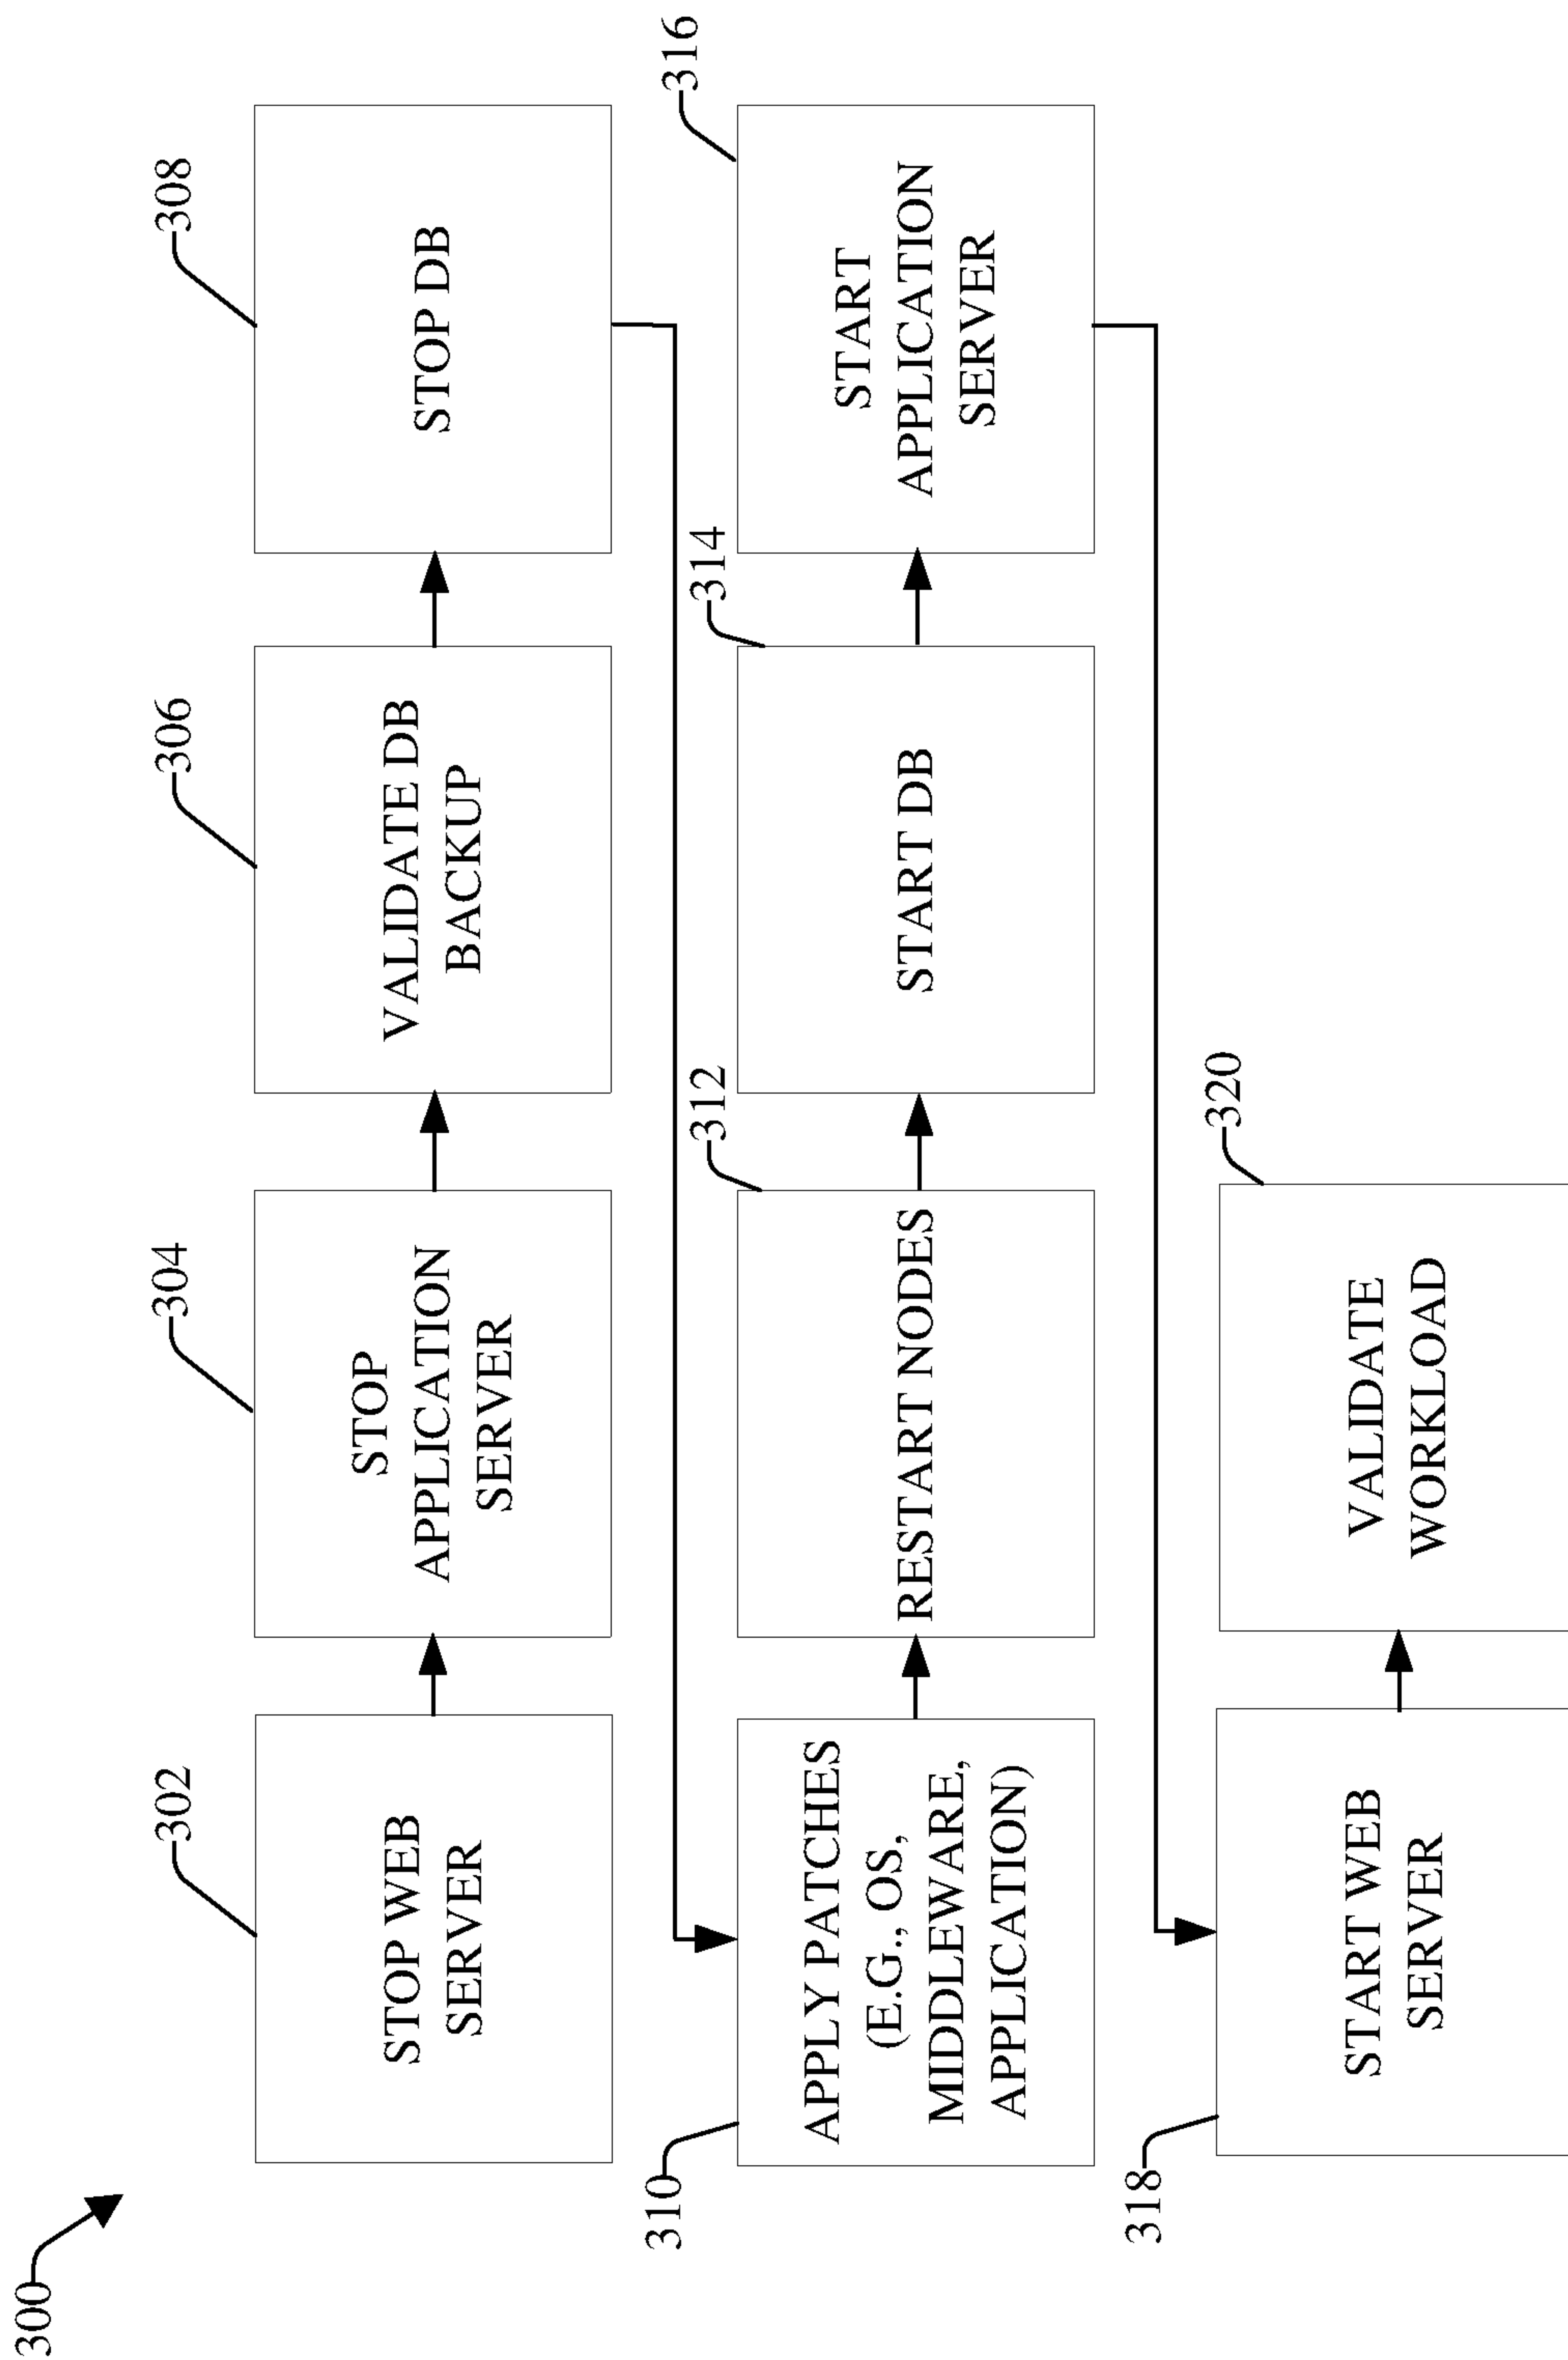 300
302
STOP WEB
SERVER
304
STOP
APPLICATION
SERVER
306
VALIDATE DB
BACKUP
308
STOP DB
310
APPLY PATCHES
(E.G., OS,
MIDDLEWARE,
APPLICATION)
312
RESTART NODES
314
START DB
316
START
APPLICATION
SERVER
318
START WEB
SERVER
320
VALIDATE
WORKLOAD